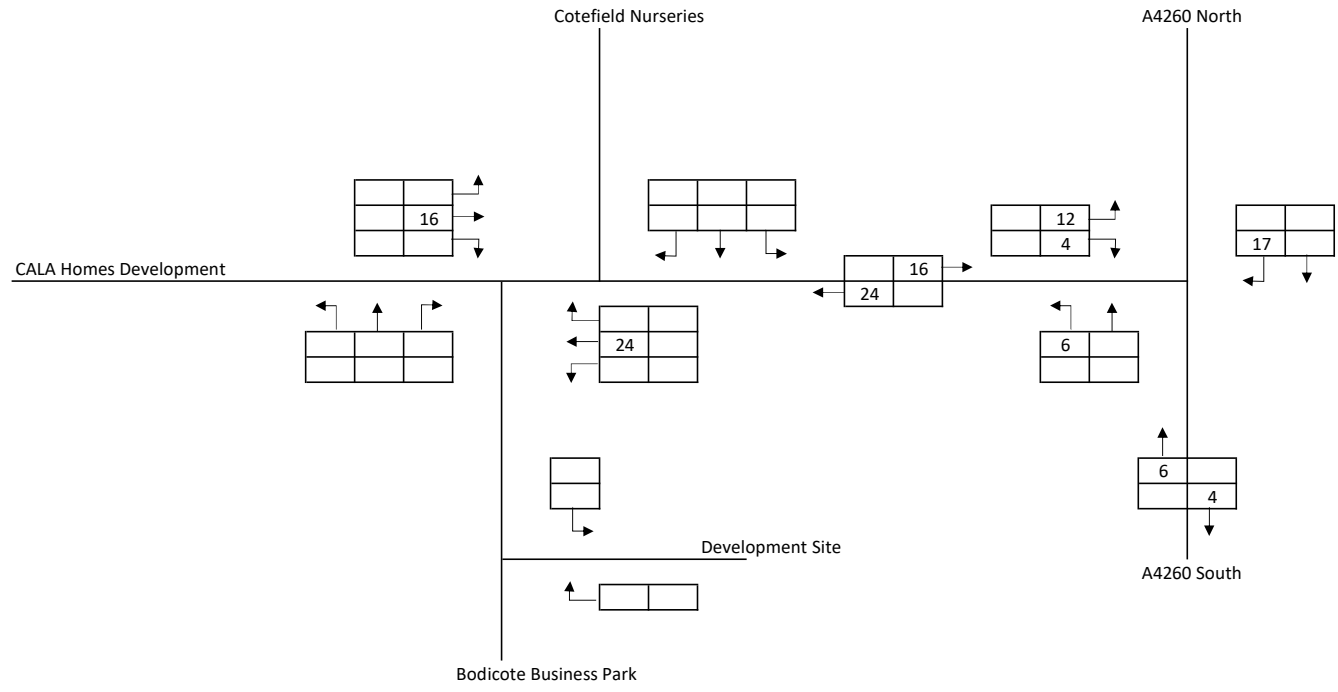 Cotefield Nurseries
A4260 North
16
12
4
17
CALA Homes Development
16
24
24
6
6
4
Development Site
A4260 South
Bodicote Business Park